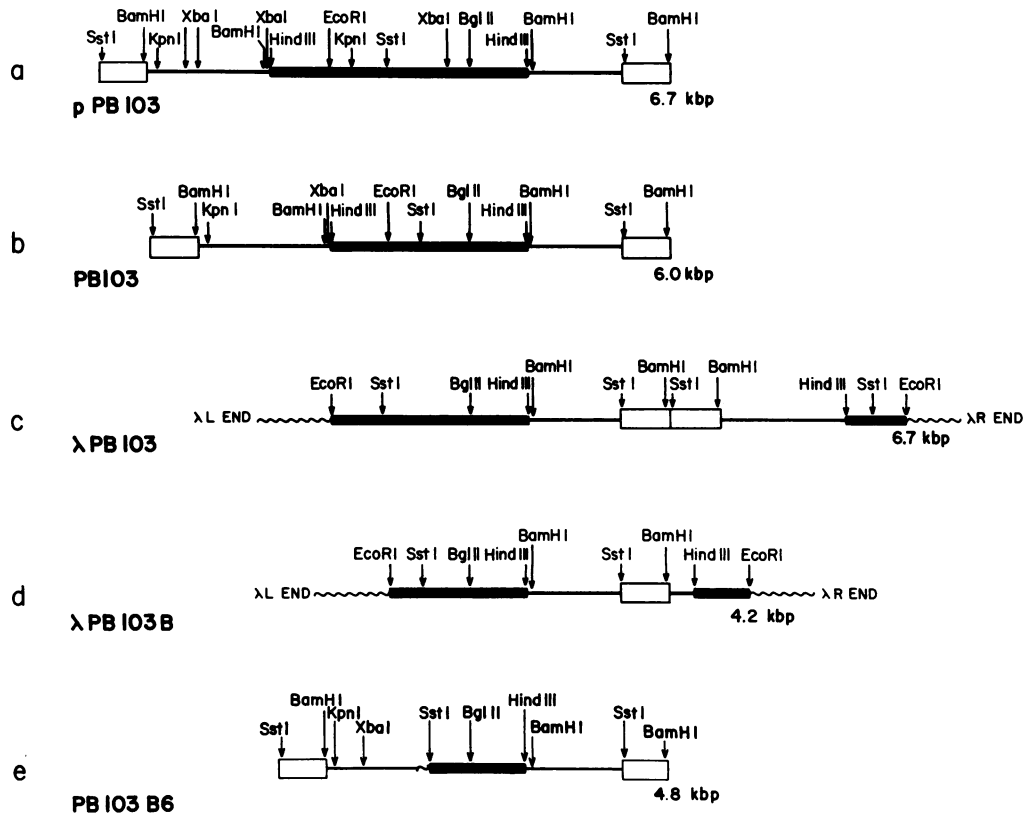 BamHI XbaI XbaI EcoRI XbaI BglII BamHI BamHI
SstI KpnI BamHI HindIII KpnI SstI HindIII SstI
a
p PB 103
6.7 kbp
BamHI XbaI EcoRI BglII BamHI BamHI
SstI KpnI BamHI HindIII SstI HindIII SstI
b
PB103
6.0 kbp
BamHI BamHI BamHI
EcoRI SstI BglII HindIII SstI SstI HindIII SstI EcoRI
c
λL END λR END
λPB 103
6.7 kbp
BamHI BamHI
EcoRI SstI BglII HindIII SstI HindIII EcoRI
d
λL END λR END
λPB 103B
4.2 kbp
BamHI HindIII
KpnI SstI BglII SstI
SstI XbaI BamHI BamHI
e
PB 103 B6
4.8 kbp